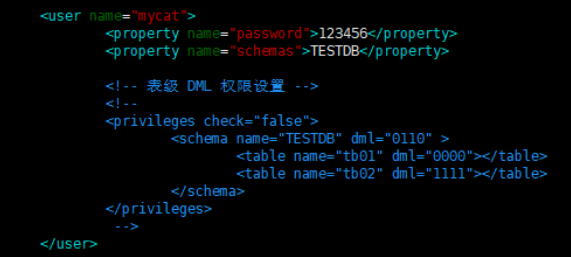 <user name="mycat">
<property name="password">123456</property>
<property name="schemas">TESTDB</property>
<!-- 表级 DML 权限设置 -->
<!--
<privileges check="false">
<schema name="TESTDB" dml="0110" >
<table name="tb01" dml="0000"></table>
<table name="tb02" dml="1111"></table>
</schema>
</privileges>
-->
</user>